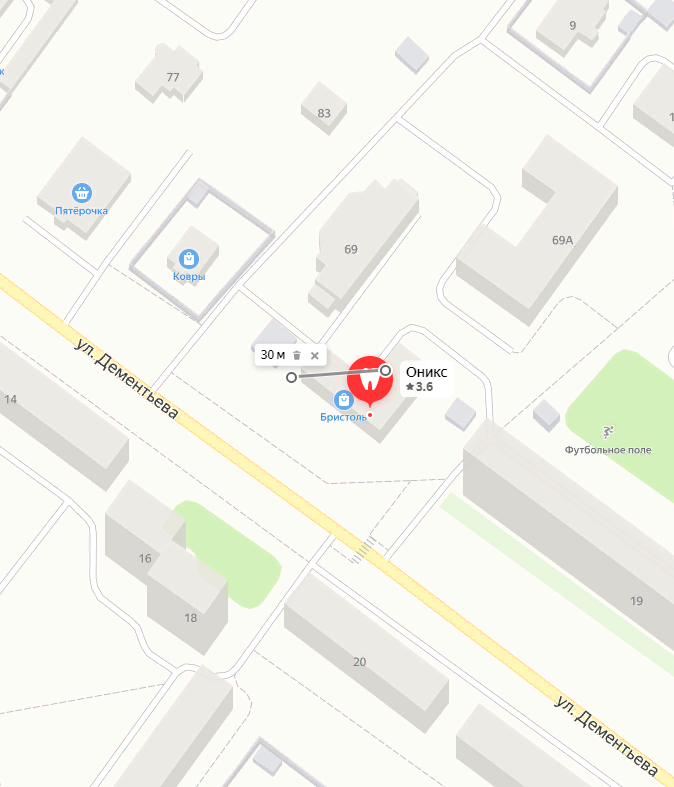 9
77
83
Пятёрочка
69
69А
Ковры
30 м
ул. Дементьева
Оникс
3.6
Бристоль
14
Футбольное поле
16
18
19
20
ул. Дементьева